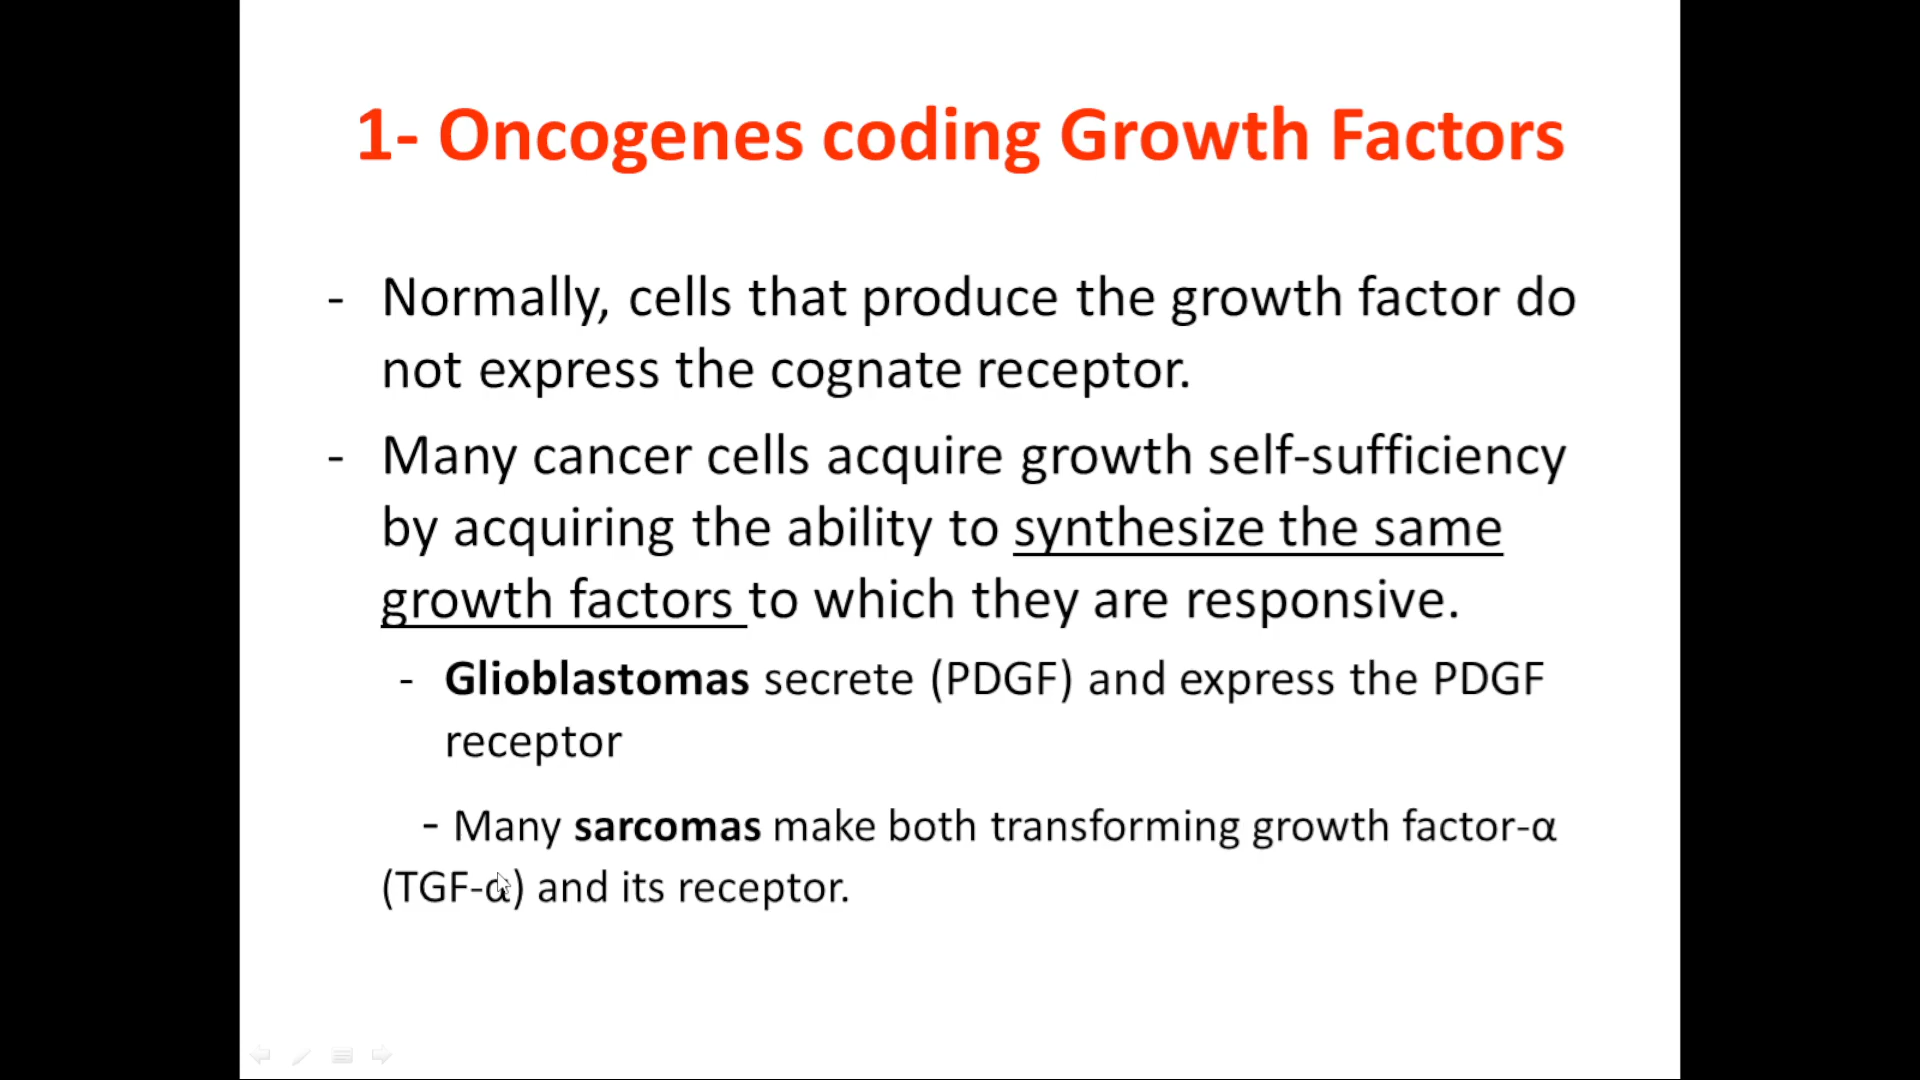 1- Oncogenes coding Growth Factors
- Normally, cells that produce the growth factor do
not express the cognate receptor.
- Many cancer cells acquire growth self-sufficiency
by acquiring the ability to synthesize the same
growth factors to which they are responsive.
- Glioblastomas secrete (PDGF) and express the PDGF
receptor
- Many sarcomas make both transforming growth factor-α
(TGF-α) and its receptor.